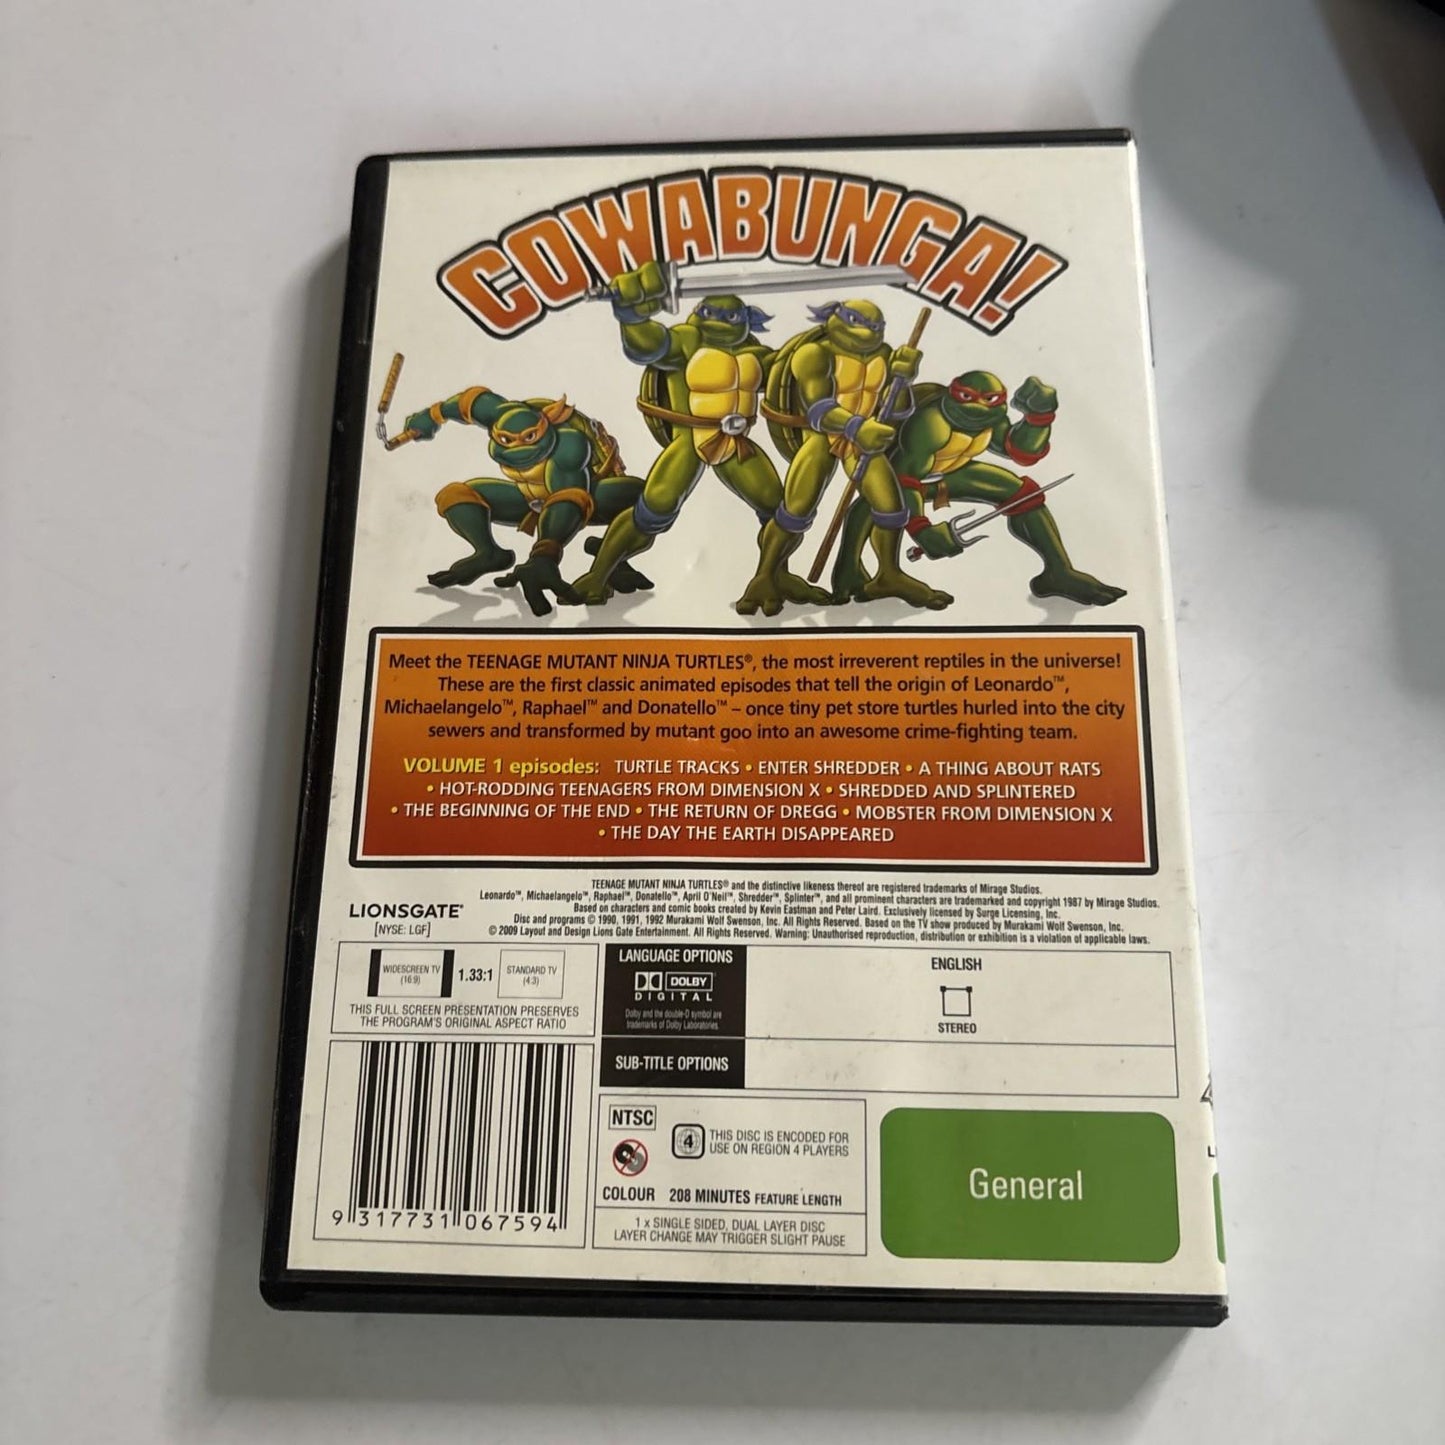 COWABUNGA!
Meet the TEENAGE MUTANT NINJA TURTLES®, the most irreverent reptiles in the universe!
These are the first classic animated episodes that tell the origin of Leonardo™,
Michaelangelo™, Raphael™ and Donatello™ – once tiny pet store turtles hurled into the city
sewers and transformed by mutant goo into an awesome crime-fighting team.
VOLUME 1 episodes: TURTLE TRACKS • ENTER SHREDDER • A THING ABOUT RATS
• HOT-RODDING TEENAGERS FROM DIMENSION X • SHREDDED AND SPLINTERED
• THE BEGINNING OF THE END • THE RETURN OF DREGG • MOBSTER FROM DIMENSION X
• THE DAY THE EARTH DISAPPEARED
LIONSGATE®
[NYSE: LGF]
TEENAGE MUTANT NINJA TURTLES® and the distinctive likeness thereof are registered trademarks of Mirage Studios.
Leonardo™, Michaelangelo™, Raphael™, Donatello™, April O'Neil™, Shredder™, Splinter™, and all prominent characters are trademarked and copyright 1987 by Mirage Studios.
Based on characters and comic books created by Kevin Eastman and Peter Laird. Exclusively licensed by Surge Licensing, Inc.
Disc and programs © 1990, 1991, 1992 Murakami Wolf Swenson, Inc. All Rights Reserved. Based on the TV show produced by Murakami Wolf Swenson, Inc.
© 2009 Layout and Design Lions Gate Entertainment. All Rights Reserved. Warning: Unauthorised reproduction, distribution or exhibition is a violation of applicable laws.
WIDESCREEN TV
(16:9)
1.33:1
STANDARD TV
(4:3)
THIS FULL SCREEN PRESENTATION PRESERVES
THE PROGRAM'S ORIGINAL ASPECT RATIO
LANGUAGE OPTIONS
DOLBY
DIGITAL
Dolby and the double-D symbol are
trademarks of Dolby Laboratories.
ENGLISH
STEREO
SUB-TITLE OPTIONS
9 317731 067594
NTSC
4
THIS DISC IS ENCODED FOR
USE ON REGION 4 PLAYERS
COLOUR 208 MINUTES FEATURE LENGTH
1 x SINGLE SIDED, DUAL LAYER DISC
LAYER CHANGE MAY TRIGGER SLIGHT PAUSE
General